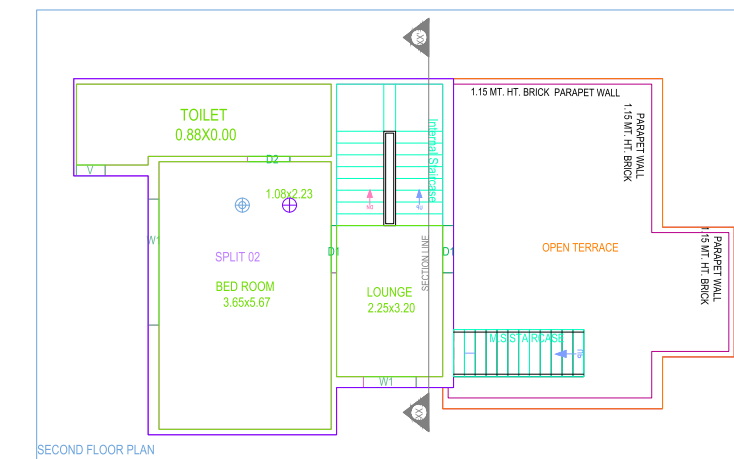 1.15 MT. HT. BRICK PARAPET WALL
PARAPET WALL
1.15 MT. HT. BRICK
TOILET
0.88X0.00
Internal Staircase
D2
V
1.08x2.23
Up
W1
SPLIT 02
D1
D1
SECTION LINE
OPEN TERRACE
PARAPET WALL
1.15 MT. HT. BRICK
BED ROOM
3.65x5.67
LOUNGE
2.25x3.20
M.S STAIRCASE
Up
W1
SECOND FLOOR PLAN